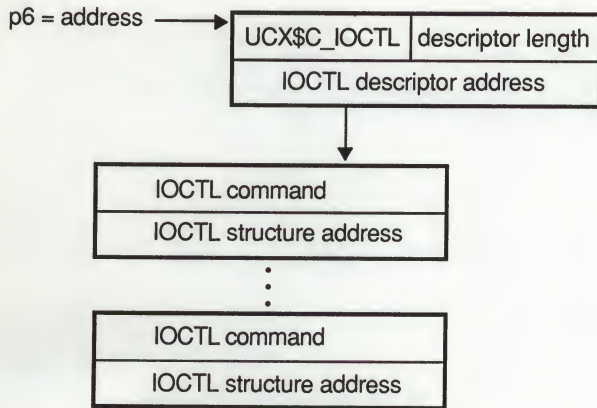 p6 = address
UCX$C_IOCTL descriptor length
IOCTL descriptor address
IOCTL command
IOCTL structure address
IOCTL command
IOCTL structure address